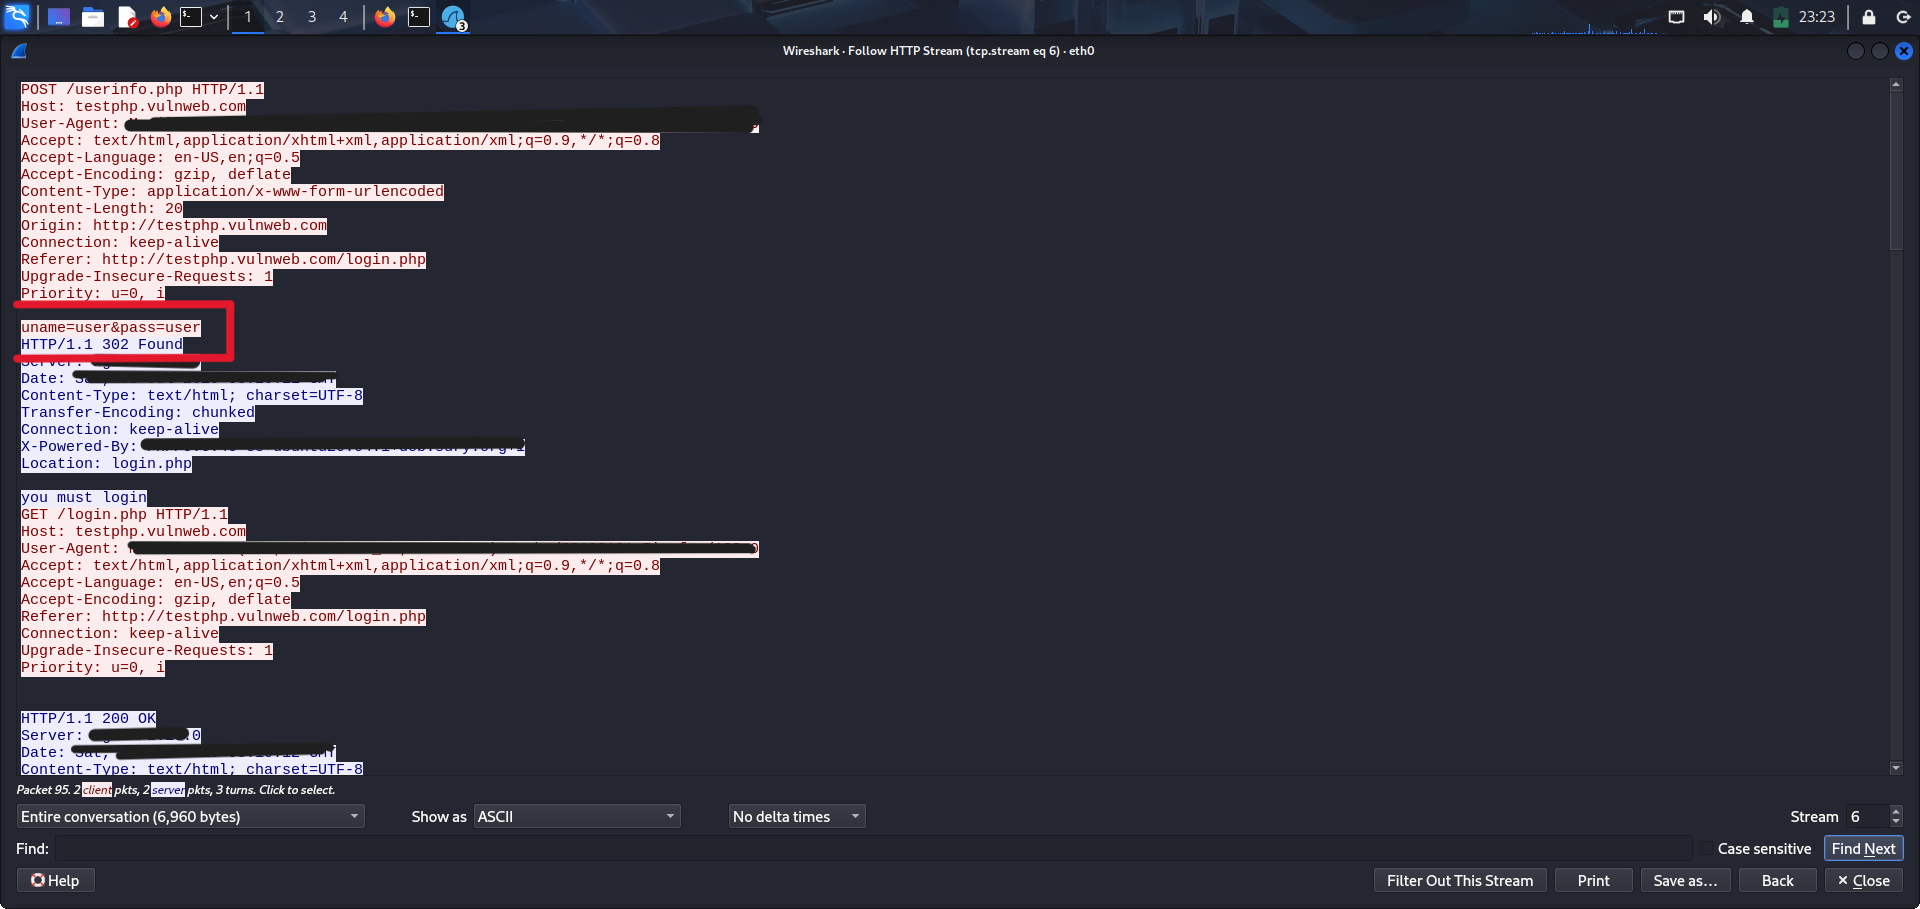 1 2 3 4 3 23:23
Wireshark · Follow HTTP Stream (tcp.stream eq 6) · eth0
POST /userinfo.php HTTP/1.1
Host: testphp.vulnweb.com
User-Agent:
Accept: text/html,application/xhtml+xml,application/xml;q=0.9,*/*;q=0.8
Accept-Language: en-US,en;q=0.5
Accept-Encoding: gzip, deflate
Content-Type: application/x-www-form-urlencoded
Content-Length: 20
Origin: http://testphp.vulnweb.com
Connection: keep-alive
Referer: http://testphp.vulnweb.com/login.php
Upgrade-Insecure-Requests: 1
Priority: u=0, i
uname=user&pass=user
HTTP/1.1 302 Found
Server:
Date:
Content-Type: text/html; charset=UTF-8
Transfer-Encoding: chunked
Connection: keep-alive
X-Powered-By:
Location: login.php
you must login
GET /login.php HTTP/1.1
Host: testphp.vulnweb.com
User-Agent:
Accept: text/html,application/xhtml+xml,application/xml;q=0.9,*/*;q=0.8
Accept-Language: en-US,en;q=0.5
Accept-Encoding: gzip, deflate
Referer: http://testphp.vulnweb.com/login.php
Connection: keep-alive
Upgrade-Insecure-Requests: 1
Priority: u=0, i
HTTP/1.1 200 OK
Server:
Date:
Content-Type: text/html; charset=UTF-8
Packet 95. 2 client pkts, 2 server pkts, 3 turns. Click to select.
Entire conversation (6,960 bytes) Show as ASCII No delta times Stream 6
Find: Case sensitive Find Next
Help Filter Out This Stream Print Save as… Back Close